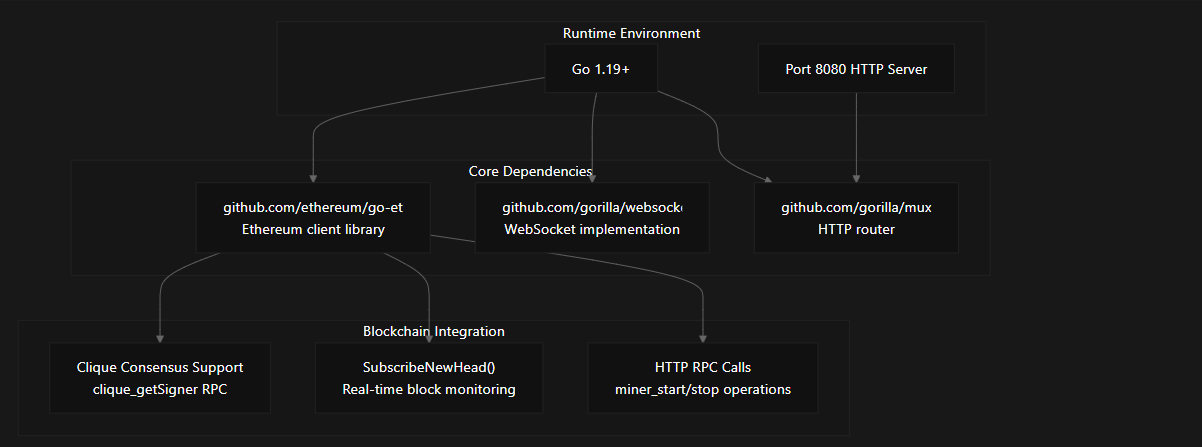 Runtime Environment
Go 1.19+
Port 8080 HTTP Server
Core Dependencies
github.com/ethereum/go-et
Ethereum client library
github.com/gorilla/websocke
WebSocket implementation
github.com/gorilla/mux
HTTP router
Blockchain Integration
Clique Consensus Support
clique_getSigner RPC
SubscribeNewHead()
Real-time block monitoring
HTTP RPC Calls
miner_start/stop operations